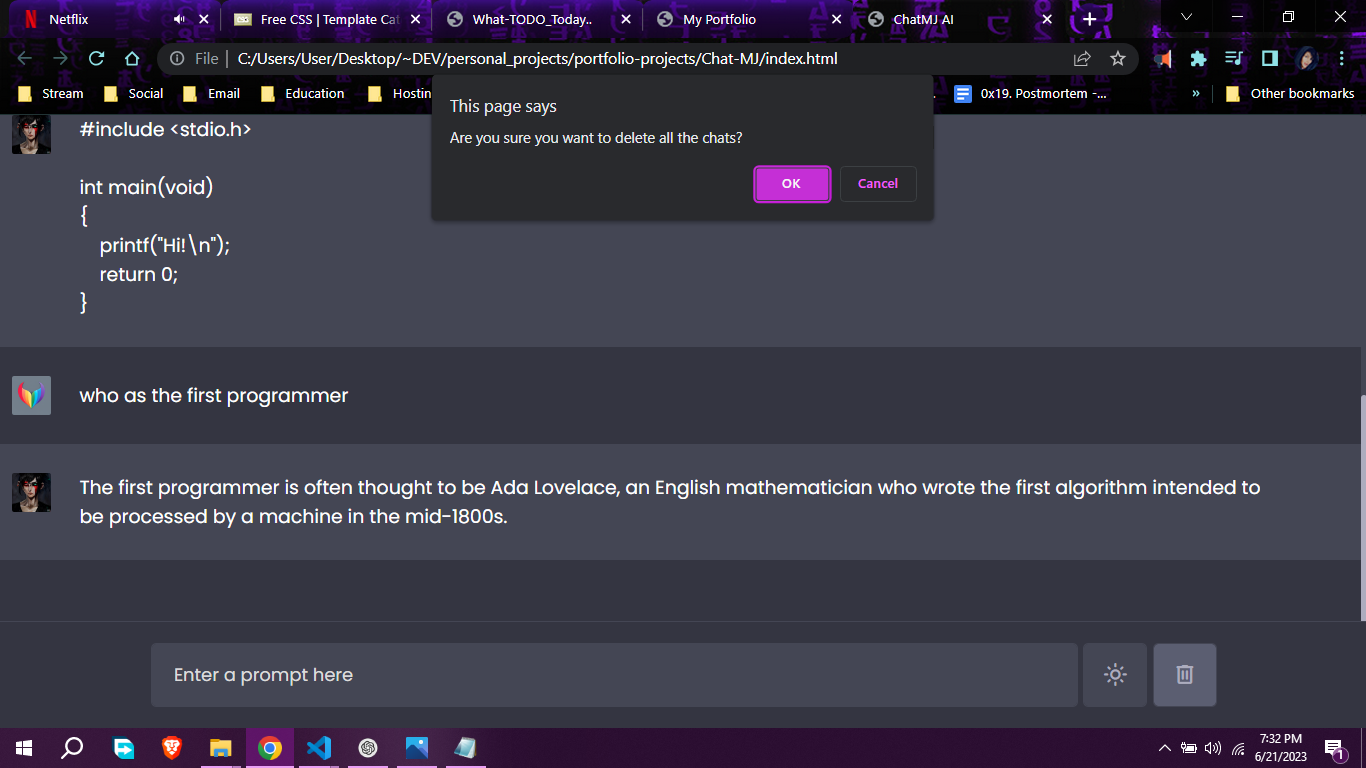 Netflix
Free CSS | Template Cat
What-TODO_Today..
My Portfolio
ChatMJ AI
File | C:/Users/User/Desktop/~DEV/personal_projects/portfolio-projects/Chat-MJ/index.html
Stream
Social
Email
Education
Hostin
0x19. Postmortem -...
»
Other bookmarks
This page says
Are you sure you want to delete all the chats?
OK
Cancel
#include <stdio.h>
int main(void)
{
printf("Hi!\n");
return 0;
}
who as the first programmer
The first programmer is often thought to be Ada Lovelace, an English mathematician who wrote the first algorithm intended to
be processed by a machine in the mid-1800s.
Enter a prompt here
7:32 PM
6/21/2023
1